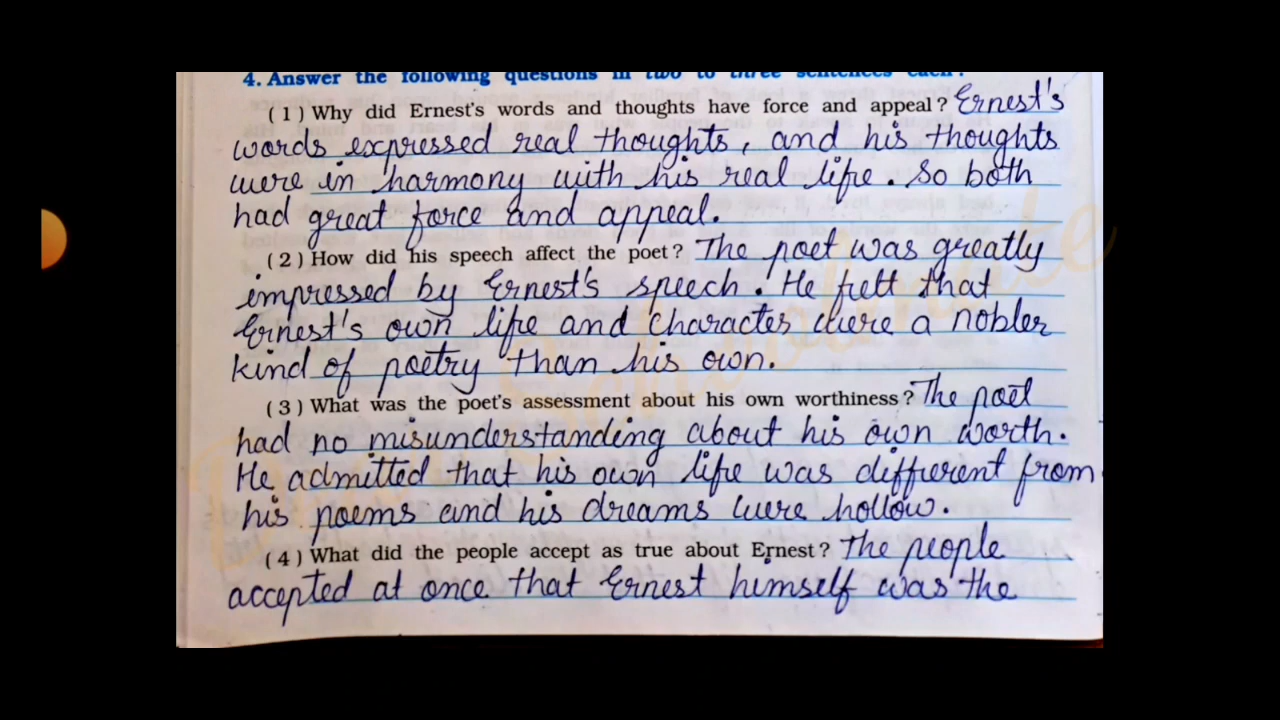 4. Answer the following questions in two to three sentences each:
( 1 ) Why did Ernest's words and thoughts have force and appeal? Ernest's
words expressed real thoughts, and his thoughts
were in harmony with his real life. So both
had great force and appeal.
( 2 ) How did his speech affect the poet? The poet was greatly
impressed by Ernest's speech. He felt that
Ernest's own life and character were a nobler
kind of poetry than his own.
( 3 ) What was the poet's assessment about his own worthiness? The poet
had no misunderstanding about his own worth.
He admitted that his own life was different from
his poems and his dreams were hollow.
( 4 ) What did the people accept as true about Ernest? The people
accepted at once that Ernest himself was the